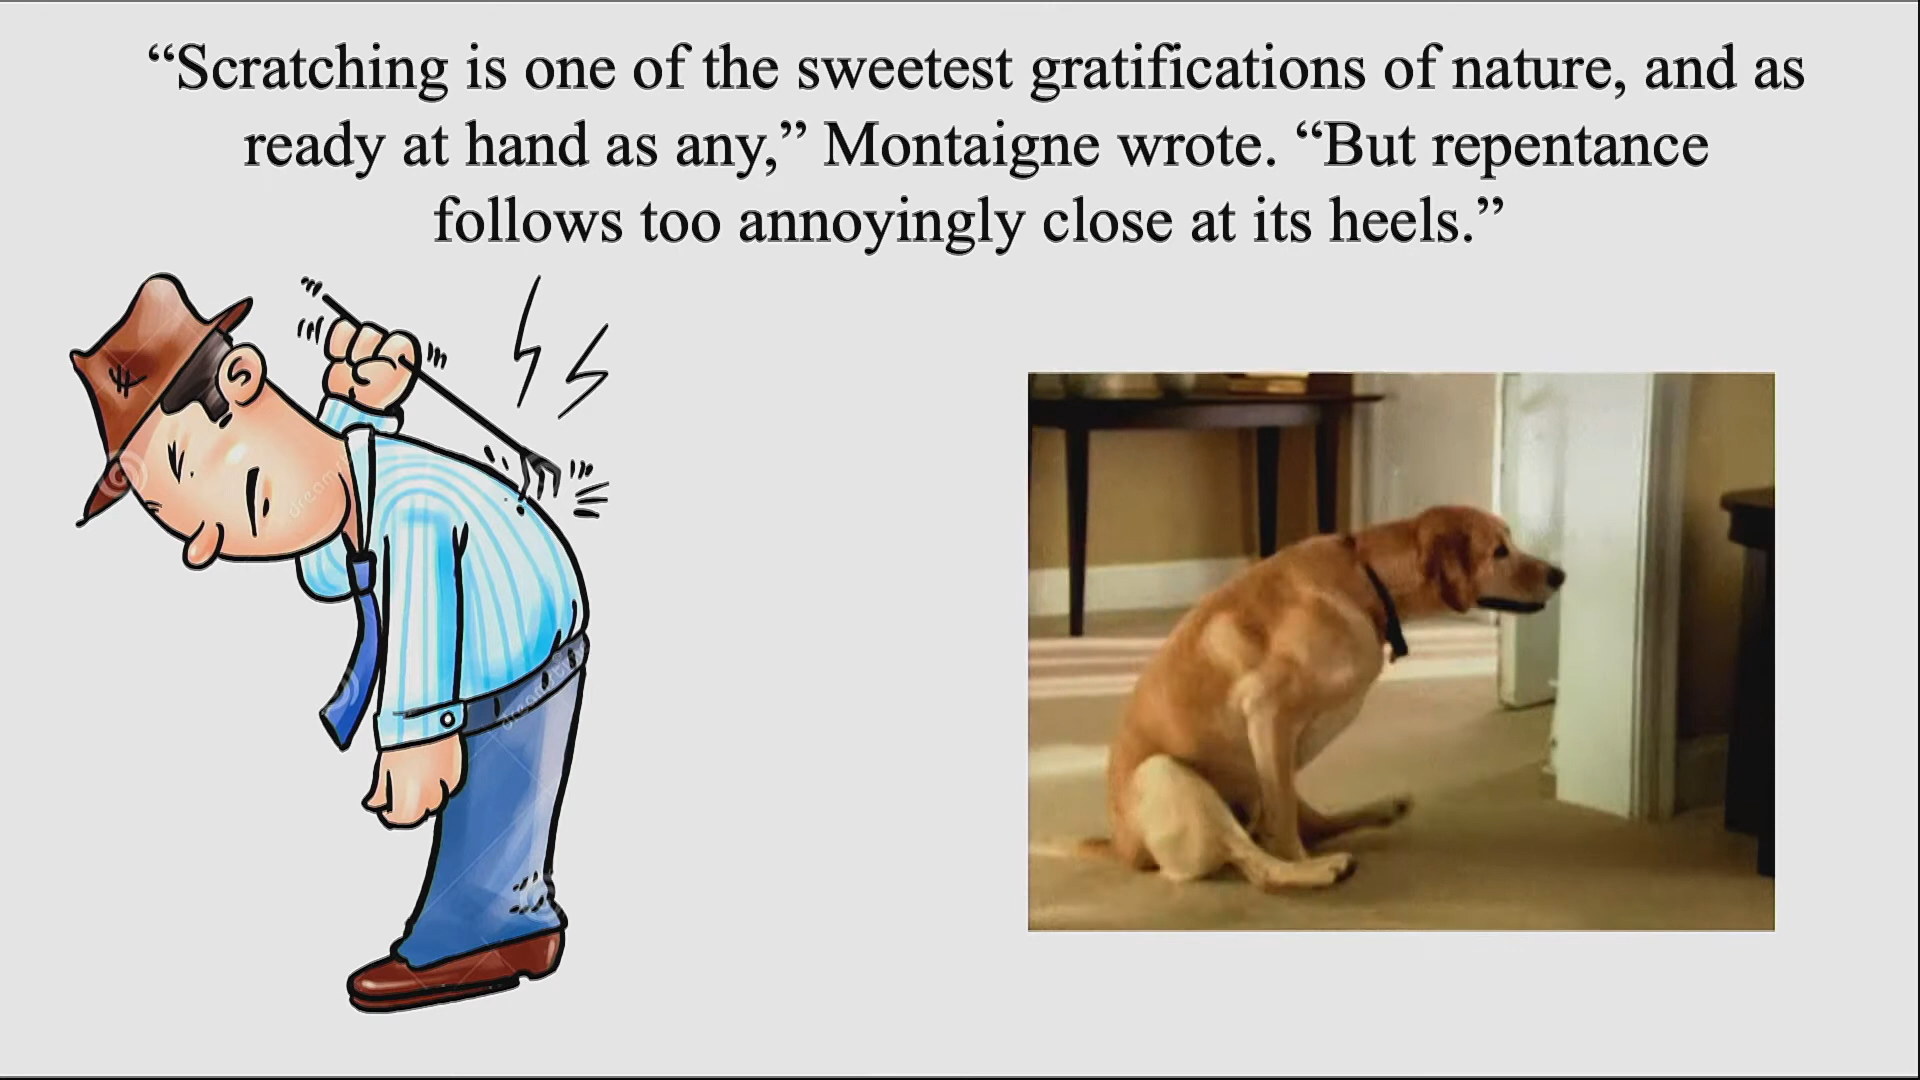 “Scratching is one of the sweetest gratifications of nature, and as
ready at hand as any,” Montaigne wrote. “But repentance
follows too annoyingly close at its heels.”